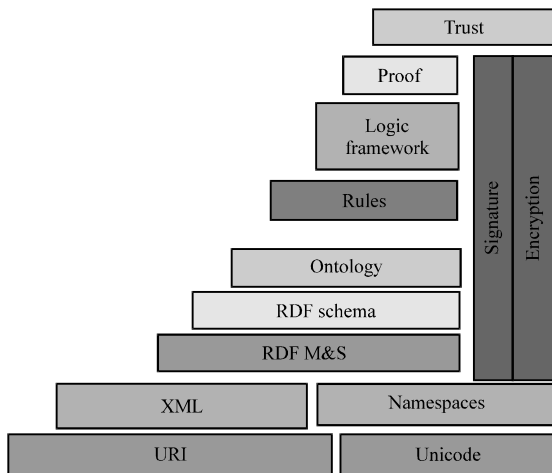 Trust
Proof
Logic
framework
Rules
Signature
Encryption
Ontology
RDF schema
RDF M&S
XML
Namespaces
URI
Unicode